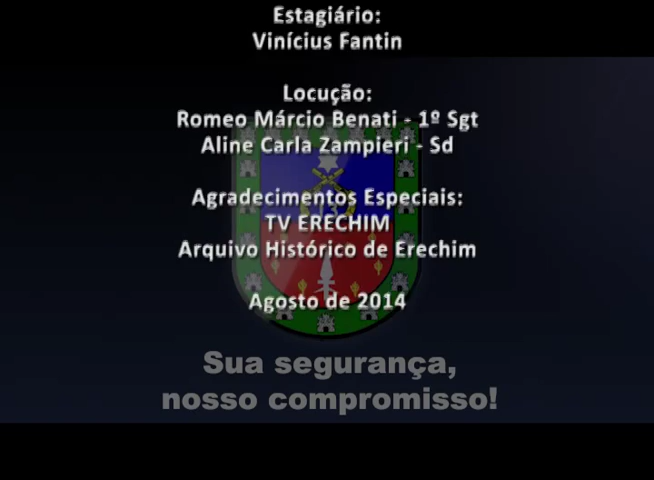 Estagiário:
Vinícius Fantin
Locução:
Romeo Márcio Benati - 1º Sgt
Aline Carla Zampieri - Sd
Agradecimentos Especiais:
TV ERECHIM
Arquivo Histórico de Erechim
Agosto de 2014
Sua segurança,
nosso compromisso!